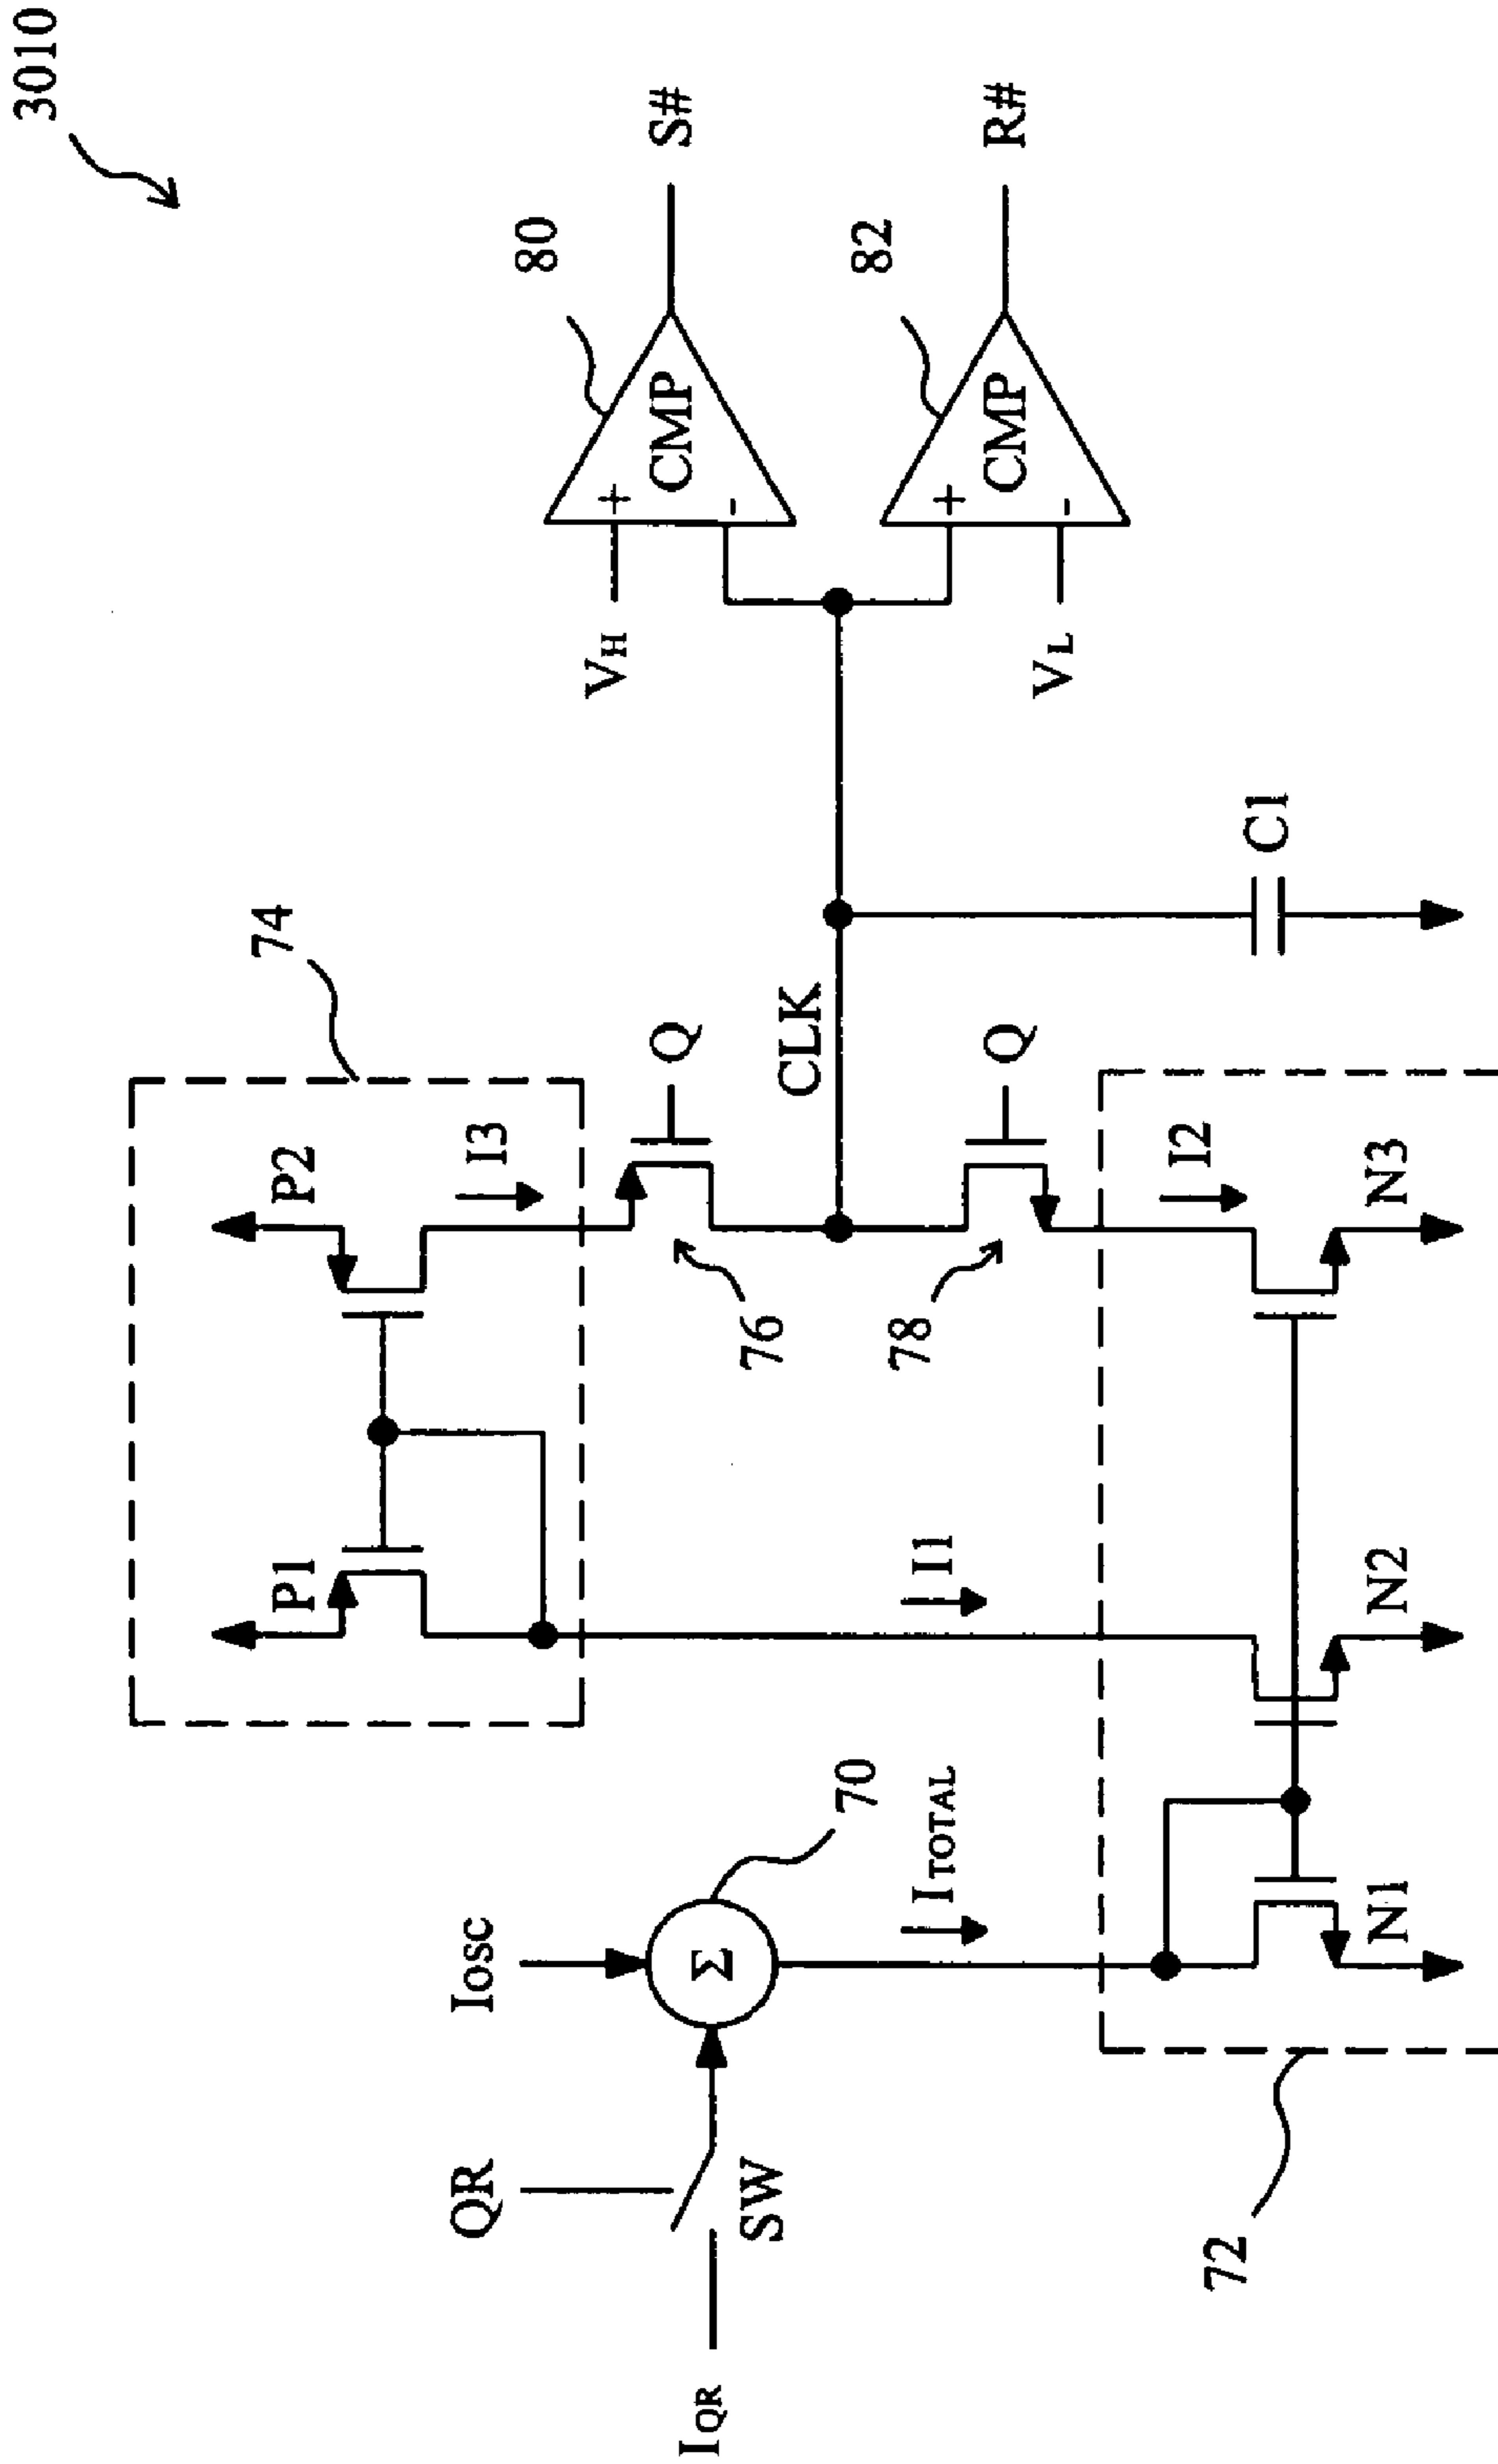 3010
74
P1
P2
I3
80
+
CMP
-
S#
VH
Q
76
CLK
QR
IOSC
IQR
SW
Σ
70
ITOTAL
I1
78
Q
I2
82
+
CMP
-
R#
VL
C1
72
N1
N2
N3